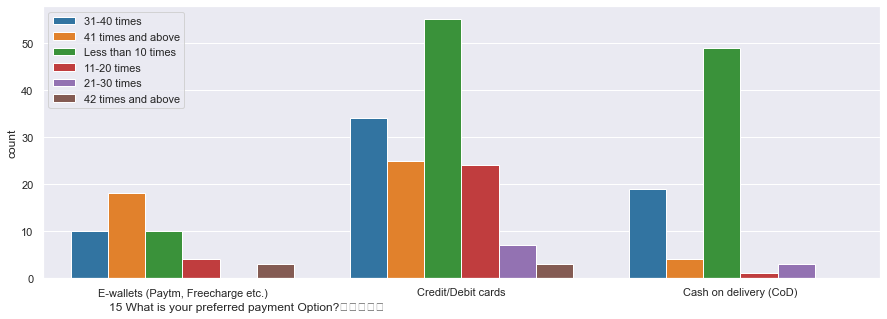 31-40 times
41 times and above
Less than 10 times
11-20 times
21-30 times
42 times and above
50
40
30
20
10
0
count
E-wallets (Paytm, Freecharge etc.) Credit/Debit cards Cash on delivery (CoD)
15 What is your preferred payment Option?